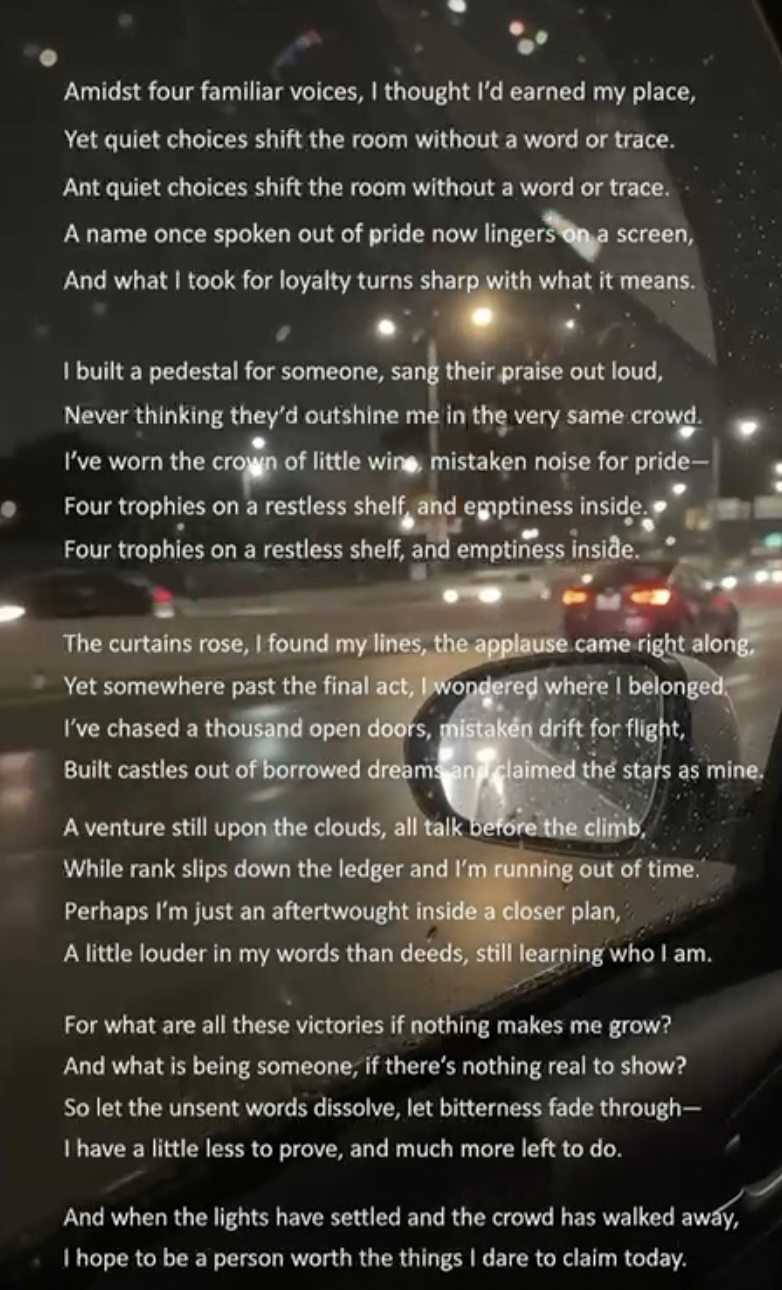 Amidst four familiar voices, I thought I'd earned my place,
Yet quiet choices shift the room without a word or trace.
Ant quiet choices shift the room without a word or trace.
A name once spoken out of pride now lingers on a screen,
And what I took for loyalty turns sharp with what it means.
I built a pedestal for someone, sang their praise out loud,
Never thinking they'd outshine me in the very same crowd.
I've worn the crown of little wins, mistaken noise for pride—
Four trophies on a restless shelf, and emptiness inside.
Four trophies on a restless shelf, and emptiness inside.
The curtains rose, I found my lines, the applause came right along,
Yet somewhere past the final act, I wondered where I belonged.
I've chased a thousand open doors, mistaken drift for flight,
Built castles out of borrowed dreams and claimed the stars as mine.
A venture still upon the clouds, all talk before the climb,
While rank slips down the ledger and I'm running out of time.
Perhaps I'm just an aftertwought inside a closer plan,
A little louder in my words than deeds, still learning who I am.
For what are all these victories if nothing makes me grow?
And what is being someone, if there's nothing real to show?
So let the unsent words dissolve, let bitterness fade through—
I have a little less to prove, and much more left to do.
And when the lights have settled and the crowd has walked away,
I hope to be a person worth the things I dare to claim today.